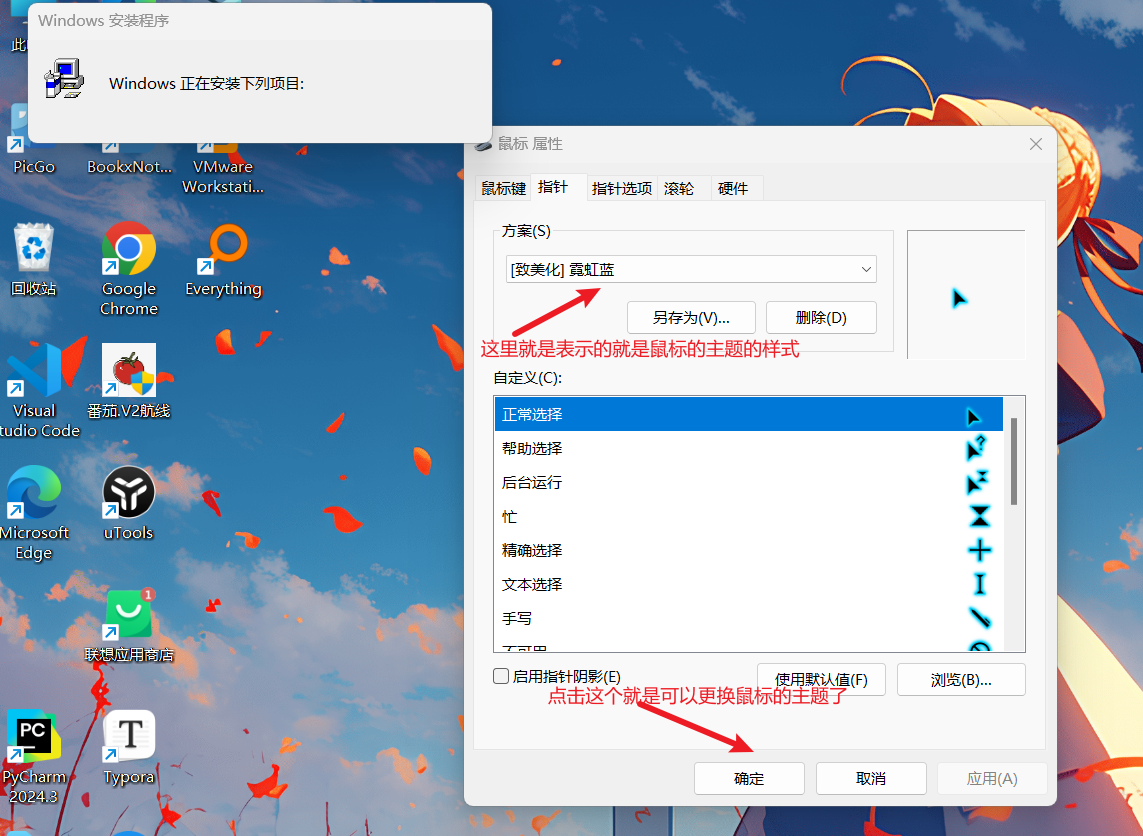 Windows 安装程序
此
Windows 正在安装下列项目:
PicGo
BookxNot...
VMware
Workstati...
回收站
Google
Chrome
Everything
Visual
tudio Code
番茄.V2航线
Microsoft
Edge
uTools
1
联想应用商店
PC
PyCharm
2024.3
T
Typora
鼠标 属性
鼠标键
指针
指针选项
滚轮
硬件
方案(S)
[致美化] 霓虹蓝
另存为(V)...
删除(D)
这里就是表示的就是鼠标的主题的样式
自定义(C):
正常选择
帮助选择
后台运行
忙
精确选择
文本选择
手写
不可用
启用指针阴影(E)
使用默认值(F)
浏览(B)...
点击这个就是可以更换鼠标的主题了
确定
取消
应用(A)